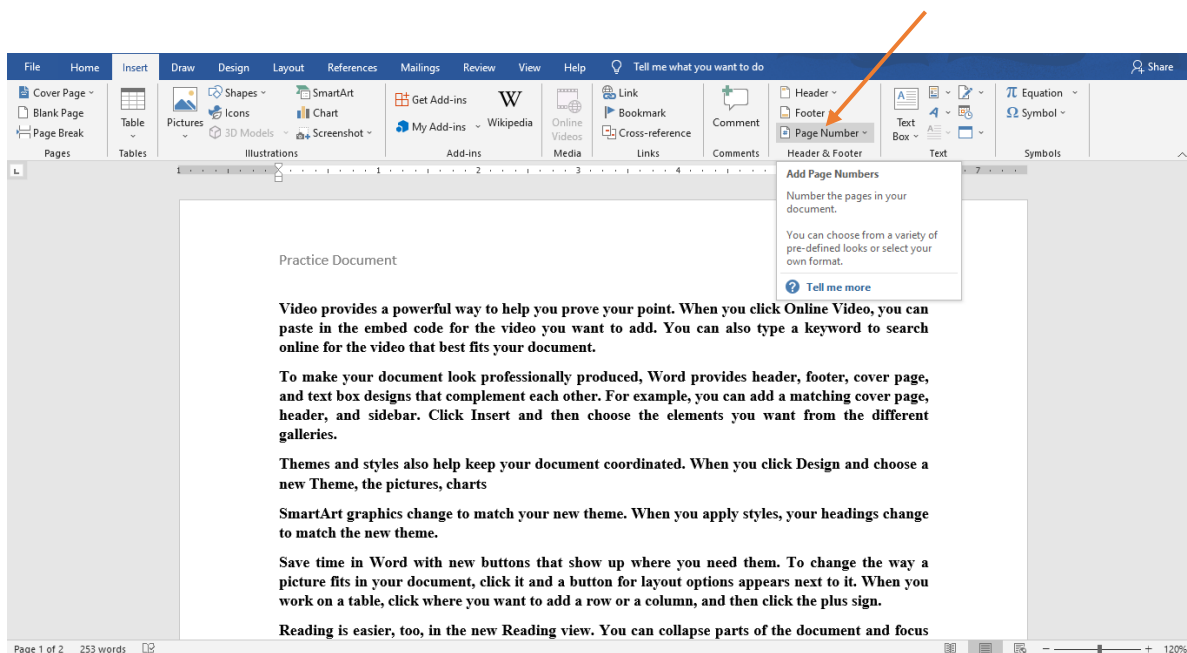 File Home Insert Draw Design Layout References Mailings Review View Help Tell me what you want to do Share
Cover Page
Blank Page
Page Break
Pages
Table
Tables
Pictures
Shapes
Icons
3D Models
SmartArt
Chart
Screenshot
Illustrations
Get Add-ins
My Add-ins
Wikipedia
Add-ins
Online
Videos
Media
Link
Bookmark
Cross-reference
Links
Comment
Comments
Header
Footer
Page Number
Header & Footer
Text
Box
Text
Equation
Symbol
Symbols
1 1 2 3 4 7
Add Page Numbers
Number the pages in your
document.
You can choose from a variety of
pre-defined looks or select your
own format.
Tell me more
Practice Document
Video provides a powerful way to help you prove your point. When you click Online Video, you can
paste in the embed code for the video you want to add. You can also type a keyword to search
online for the video that best fits your document.
To make your document look professionally produced, Word provides header, footer, cover page,
and text box designs that complement each other. For example, you can add a matching cover page,
header, and sidebar. Click Insert and then choose the elements you want from the different
galleries.
Themes and styles also help keep your document coordinated. When you click Design and choose a
new Theme, the pictures, charts
SmartArt graphics change to match your new theme. When you apply styles, your headings change
to match the new theme.
Save time in Word with new buttons that show up where you need them. To change the way a
picture fits in your document, click it and a button for layout options appears next to it. When you
work on a table, click where you want to add a row or a column, and then click the plus sign.
Reading is easier, too, in the new Reading view. You can collapse parts of the document and focus
Page 1 of 2 253 words 120%